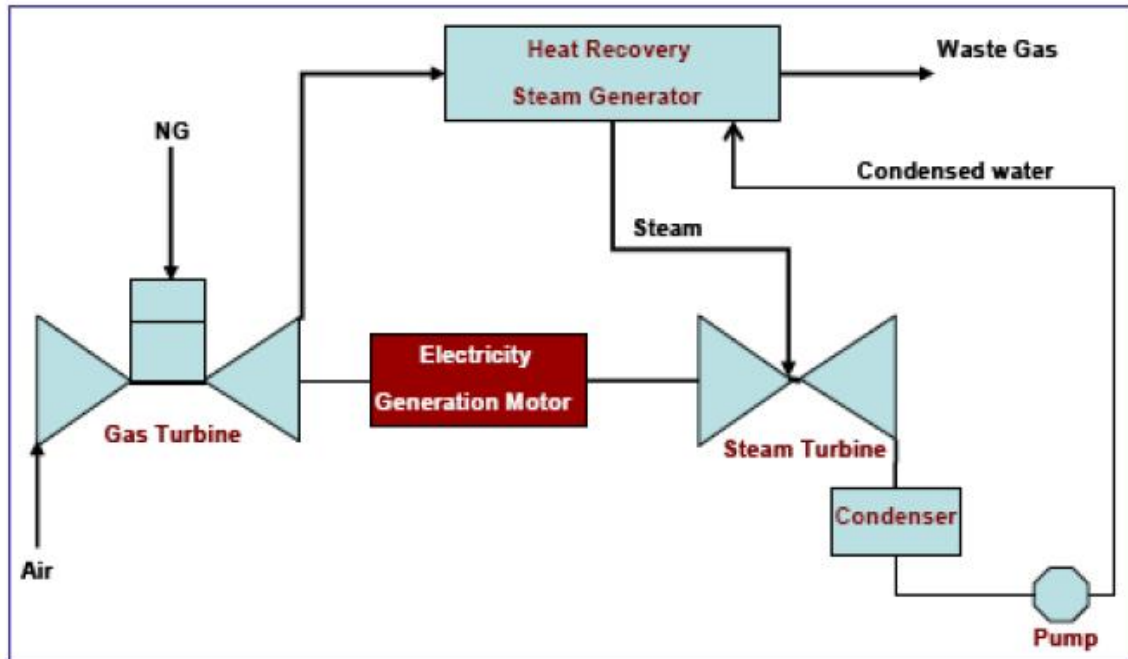 Heat Recovery
Steam Generator
Waste Gas
NG
Condensed water
Steam
Electricity
Generation Motor
Gas Turbine
Steam Turbine
Condenser
Air
Pump